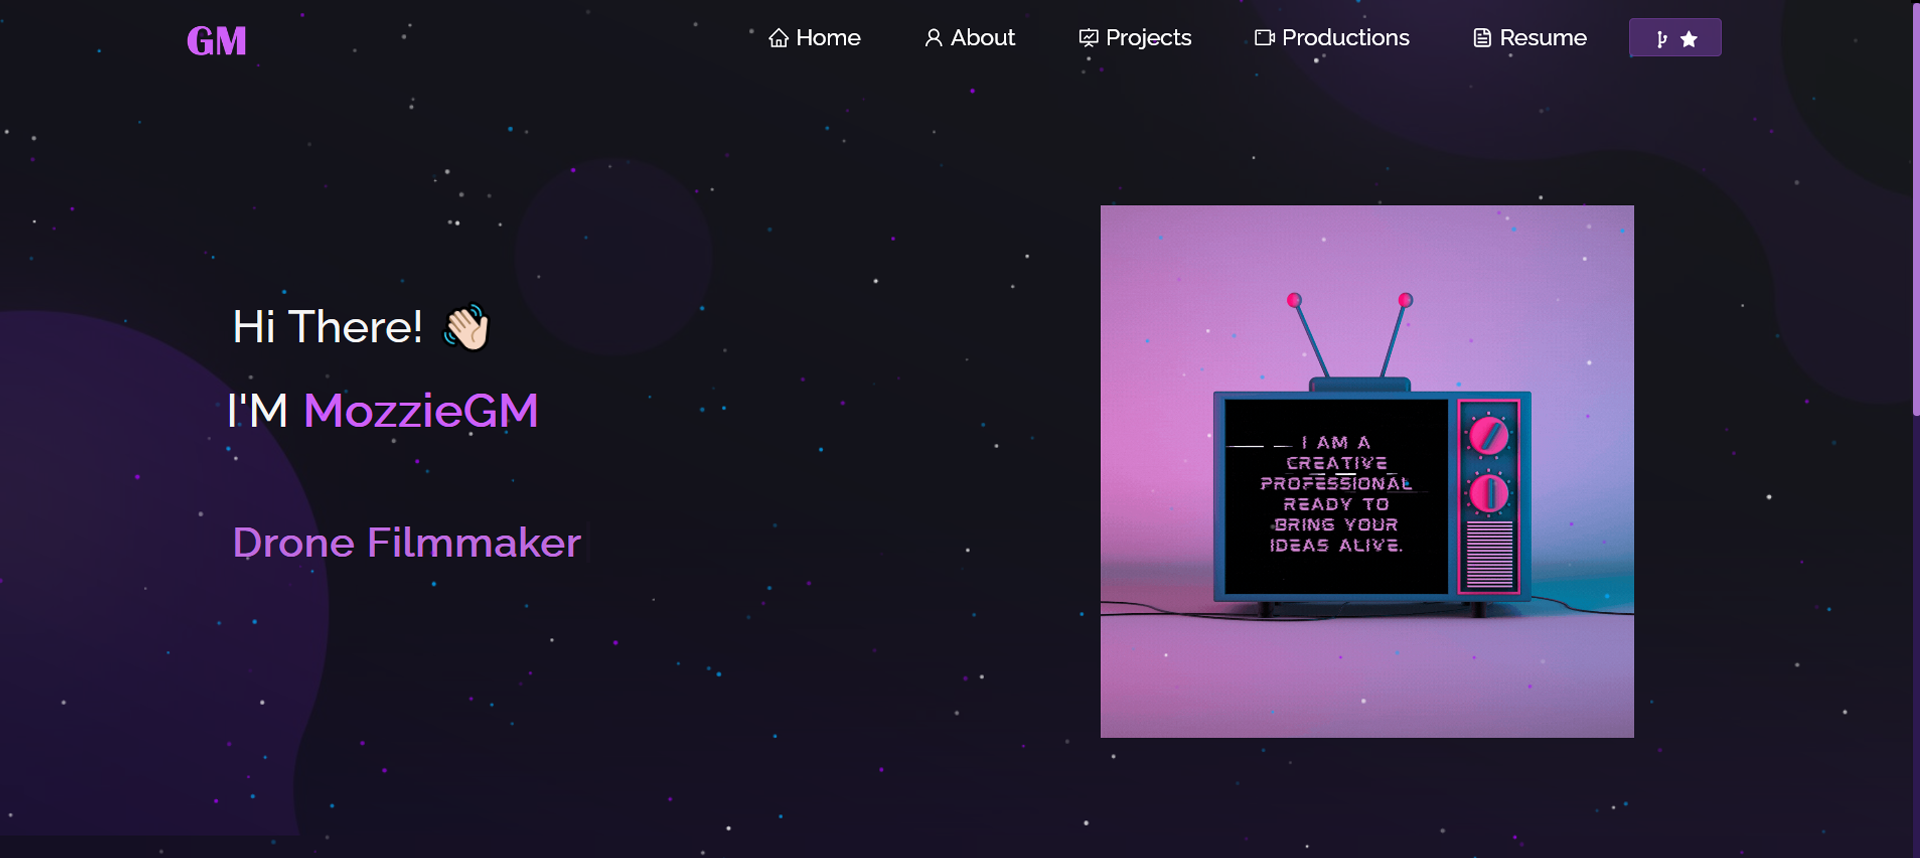 GM
Home
About
Projects
Productions
Resume
Hi There! 👋🏻
I'M MozzieGM
Drone Filmmaker
I AM A
CREATIVE
PROFESSIONAL
READY TO
BRING YOUR
IDEAS ALIVE.